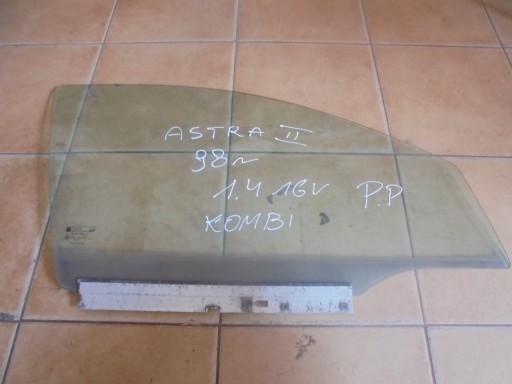 ASTRA II
98r
1.4 16V P.P
KOMBI